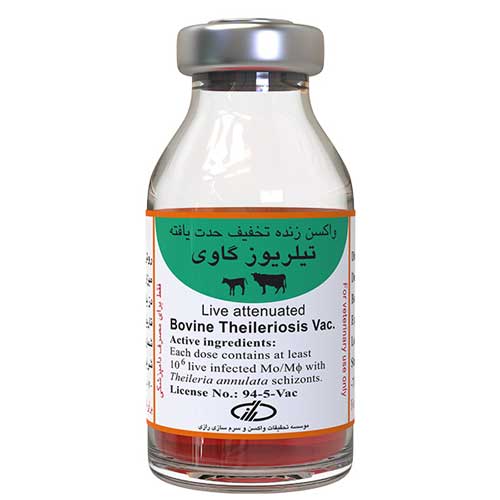 واکسن زنده تخفیف حدت یافته
تیلریوز گاوی
Live attenuated
Bovine Theileriosis Vac.
Active ingredients:
Each dose contains at least
10⁶ live infected Mo/Mϕ with
Theileria annulata schizonts.
License No.: 94-5-Vac
موسسه تحقیقات واکسن و سرم سازی رازی
فقط برای مصرف دامپزشکی
For veterinary use only